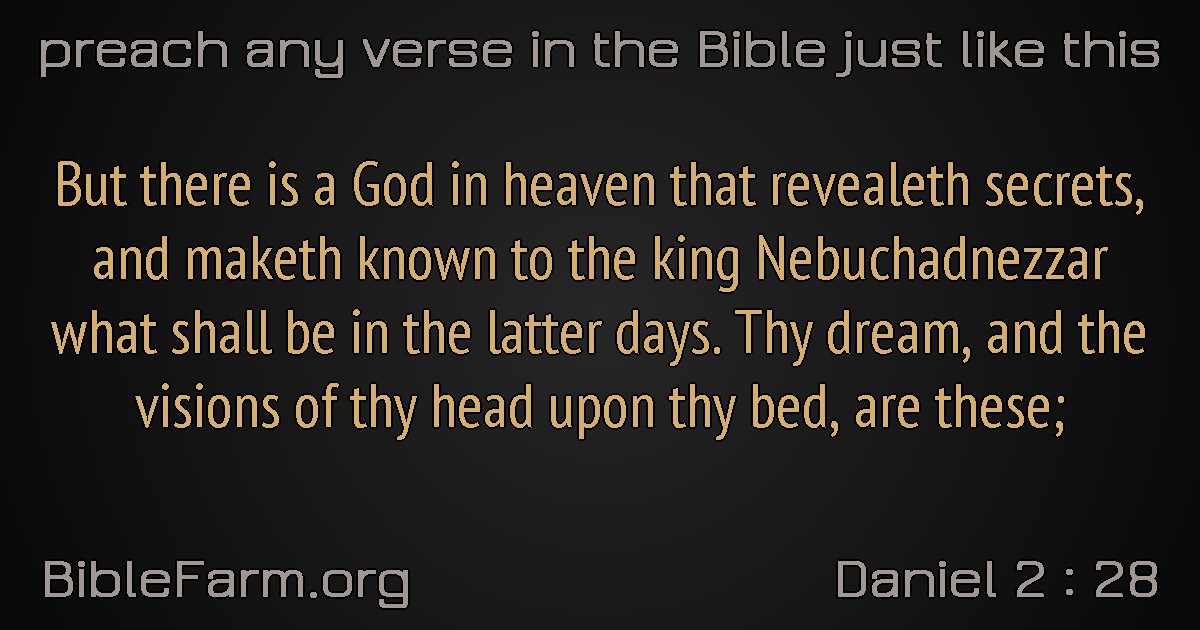 preach any verse in the Bible just like this
But there is a God in heaven that revealeth secrets,
and maketh known to the king Nebuchadnezzar
what shall be in the latter days. Thy dream, and the
visions of thy head upon thy bed, are these;
BibleFarm.org
Daniel 2 : 28